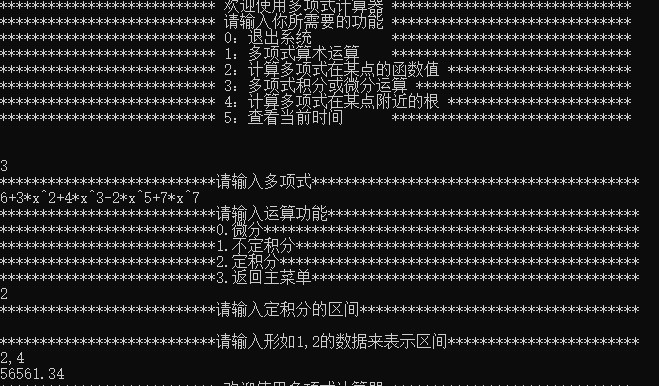 *************************** 欢迎使用多项式计算器 ******************************
*************************** 请输入你所需要的功能 ******************************
*************************** 0：退出系统          ******************************
*************************** 1：多项式算术运算    ******************************
*************************** 2：计算多项式在某点的函数值 ***********************
*************************** 3：多项式积分或微分运算 ***************************
*************************** 4：计算多项式在某点附近的根 ***********************
*************************** 5：查看当前时间      ******************************
3
***************************请输入多项式*****************************************
6+3*x^2+4*x^3-2*x^5+7*x^7
***************************请输入运算功能***************************************
***************************0.微分***********************************************
***************************1.不定积分*******************************************
***************************2.定积分*********************************************
***************************3.返回主菜单*****************************************
2
***************************请输入定积分的区间***********************************
***************************请输入形如1,2的数据来表示区间************************
2,4
56561.34
*************************** 欢迎使用多项式计算器